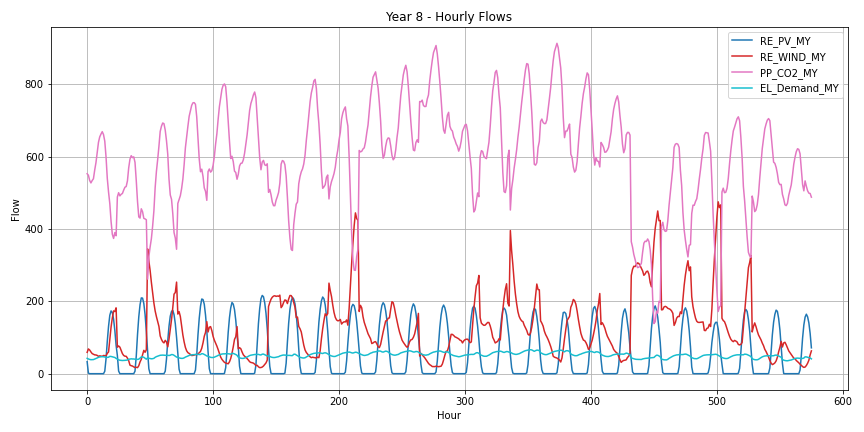 Year 8 - Hourly Flows
RE_PV_MY
RE_WIND_MY
PP_CO2_MY
EL_Demand_MY
Flow
800
600
400
200
0
0 100 200 300 400 500 600
Hour